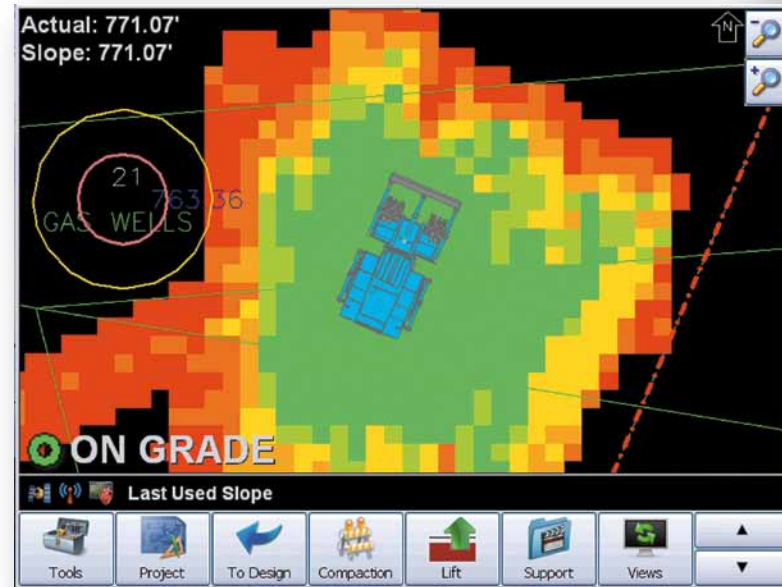 Actual: 771.07'
Slope: 771.07'
N
21
763.36
GAS WELLS
ON GRADE
Last Used Slope
Tools
Project
To Design
Compaction
Lift
Support
Views